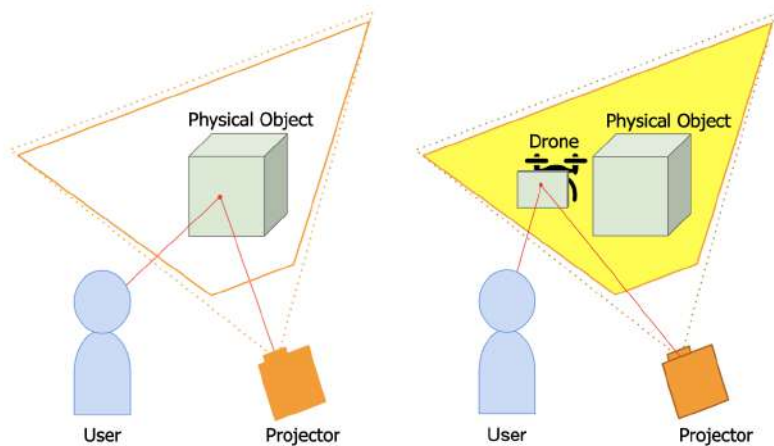 Physical Object
User
Projector
Drone
Physical Object
User
Projector